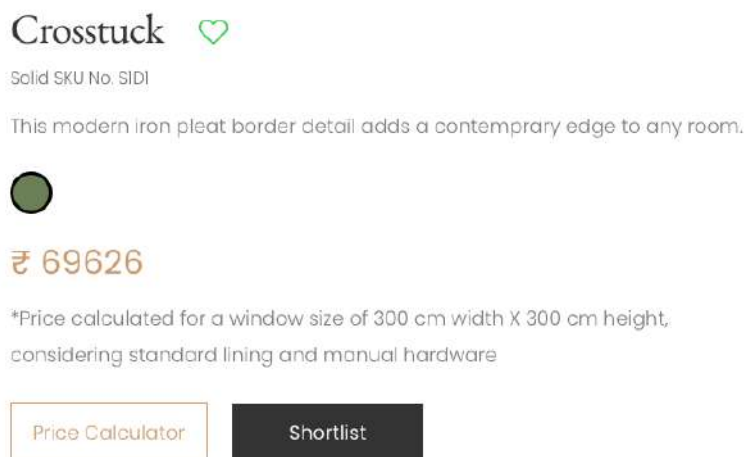 Crosstuck
Solid SKU No. S1D1
This modern iron pleat border detail adds a contemprary edge to any room.
₹ 69626
*Price calculated for a window size of 300 cm width X 300 cm height,
considering standard lining and manual hardware
Price Calculator
Shortlist